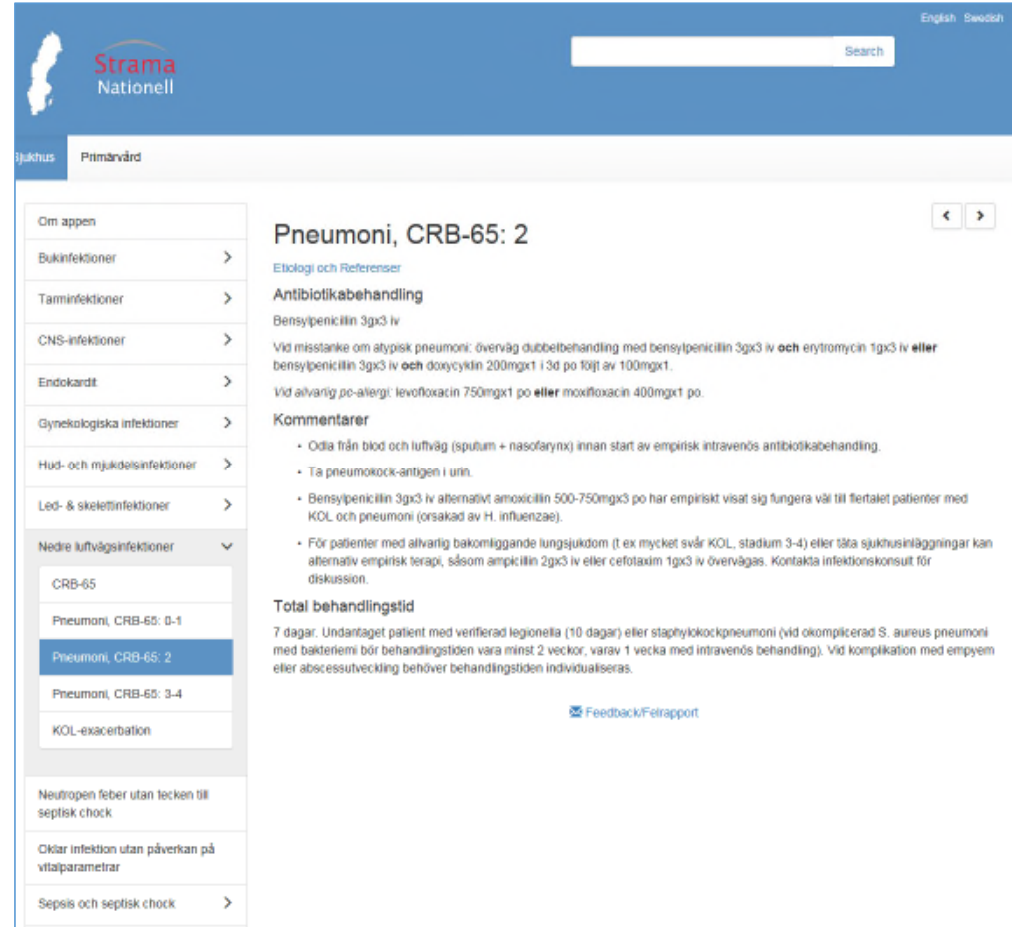 English Swedish
Strama
Nationell
Search
Sjukhus Primärvård
Om appen
Bukinfektioner
Tarminfektioner
CNS-infektioner
Endokardit
Gynekologiska infektioner
Hud- och mjukdelsinfektioner
Led- & skelettinfektioner
Nedre luftvägsinfektioner
CRB-65
Pneumoni, CRB-65: 0-1
Pneumoni, CRB-65: 2
Pneumoni, CRB-65: 3-4
KOL-exacerbation
Neutropen feber utan tecken till
septisk chock
Oklar infektion utan påverkan på
vitalparametrar
Sepsis och septisk chock
Pneumoni, CRB-65: 2
Etiologi och Referenser
Antibiotikabehandling
Bensylpenicillin 3gx3 iv
Vid misstanke om atypisk pneumoni: överväg dubbelbehandling med bensylpenicillin 3gx3 iv och erytromycin 1gx3 iv eller
bensylpenicillin 3gx3 iv och doxycyklin 200mgx1 i 3d po följt av 100mgx1.
Vid allvarlig pc-allergi: levofloxacin 750mgx1 po eller moxifloxacin 400mgx1 po.
Kommentarer
• Odla från blod och luftväg (sputum + nasofarynx) innan start av empirisk intravenös antibiotikabehandling.
• Ta pneumokock-antigen i urin.
• Bensylpenicillin 3gx3 iv alternativt amoxicillin 500-750mgx3 po har empiriskt visat sig fungera väl till flertalet patienter med
KOL och pneumoni (orsakad av H. influenzae).
• För patienter med allvarlig bakomliggande lungsjukdom (t ex mycket svår KOL, stadium 3-4) eller täta sjukhusinläggningar kan
alternativ empirisk terapi, såsom ampicillin 2gx3 iv eller cefotaxim 1gx3 iv övervägas. Kontakta infektionskonsult för
diskussion.
Total behandlingstid
7 dagar. Undantaget patient med verifierad legionella (10 dagar) eller staphylokockpneumoni (vid okomplicerad S. aureus pneumoni
med bakteriemi bör behandlingstiden vara minst 2 veckor, varav 1 vecka med intravenös behandling). Vid komplikation med empyem
eller abscessutveckling behöver behandlingstiden individualiseras.
Feedback/Felrapport